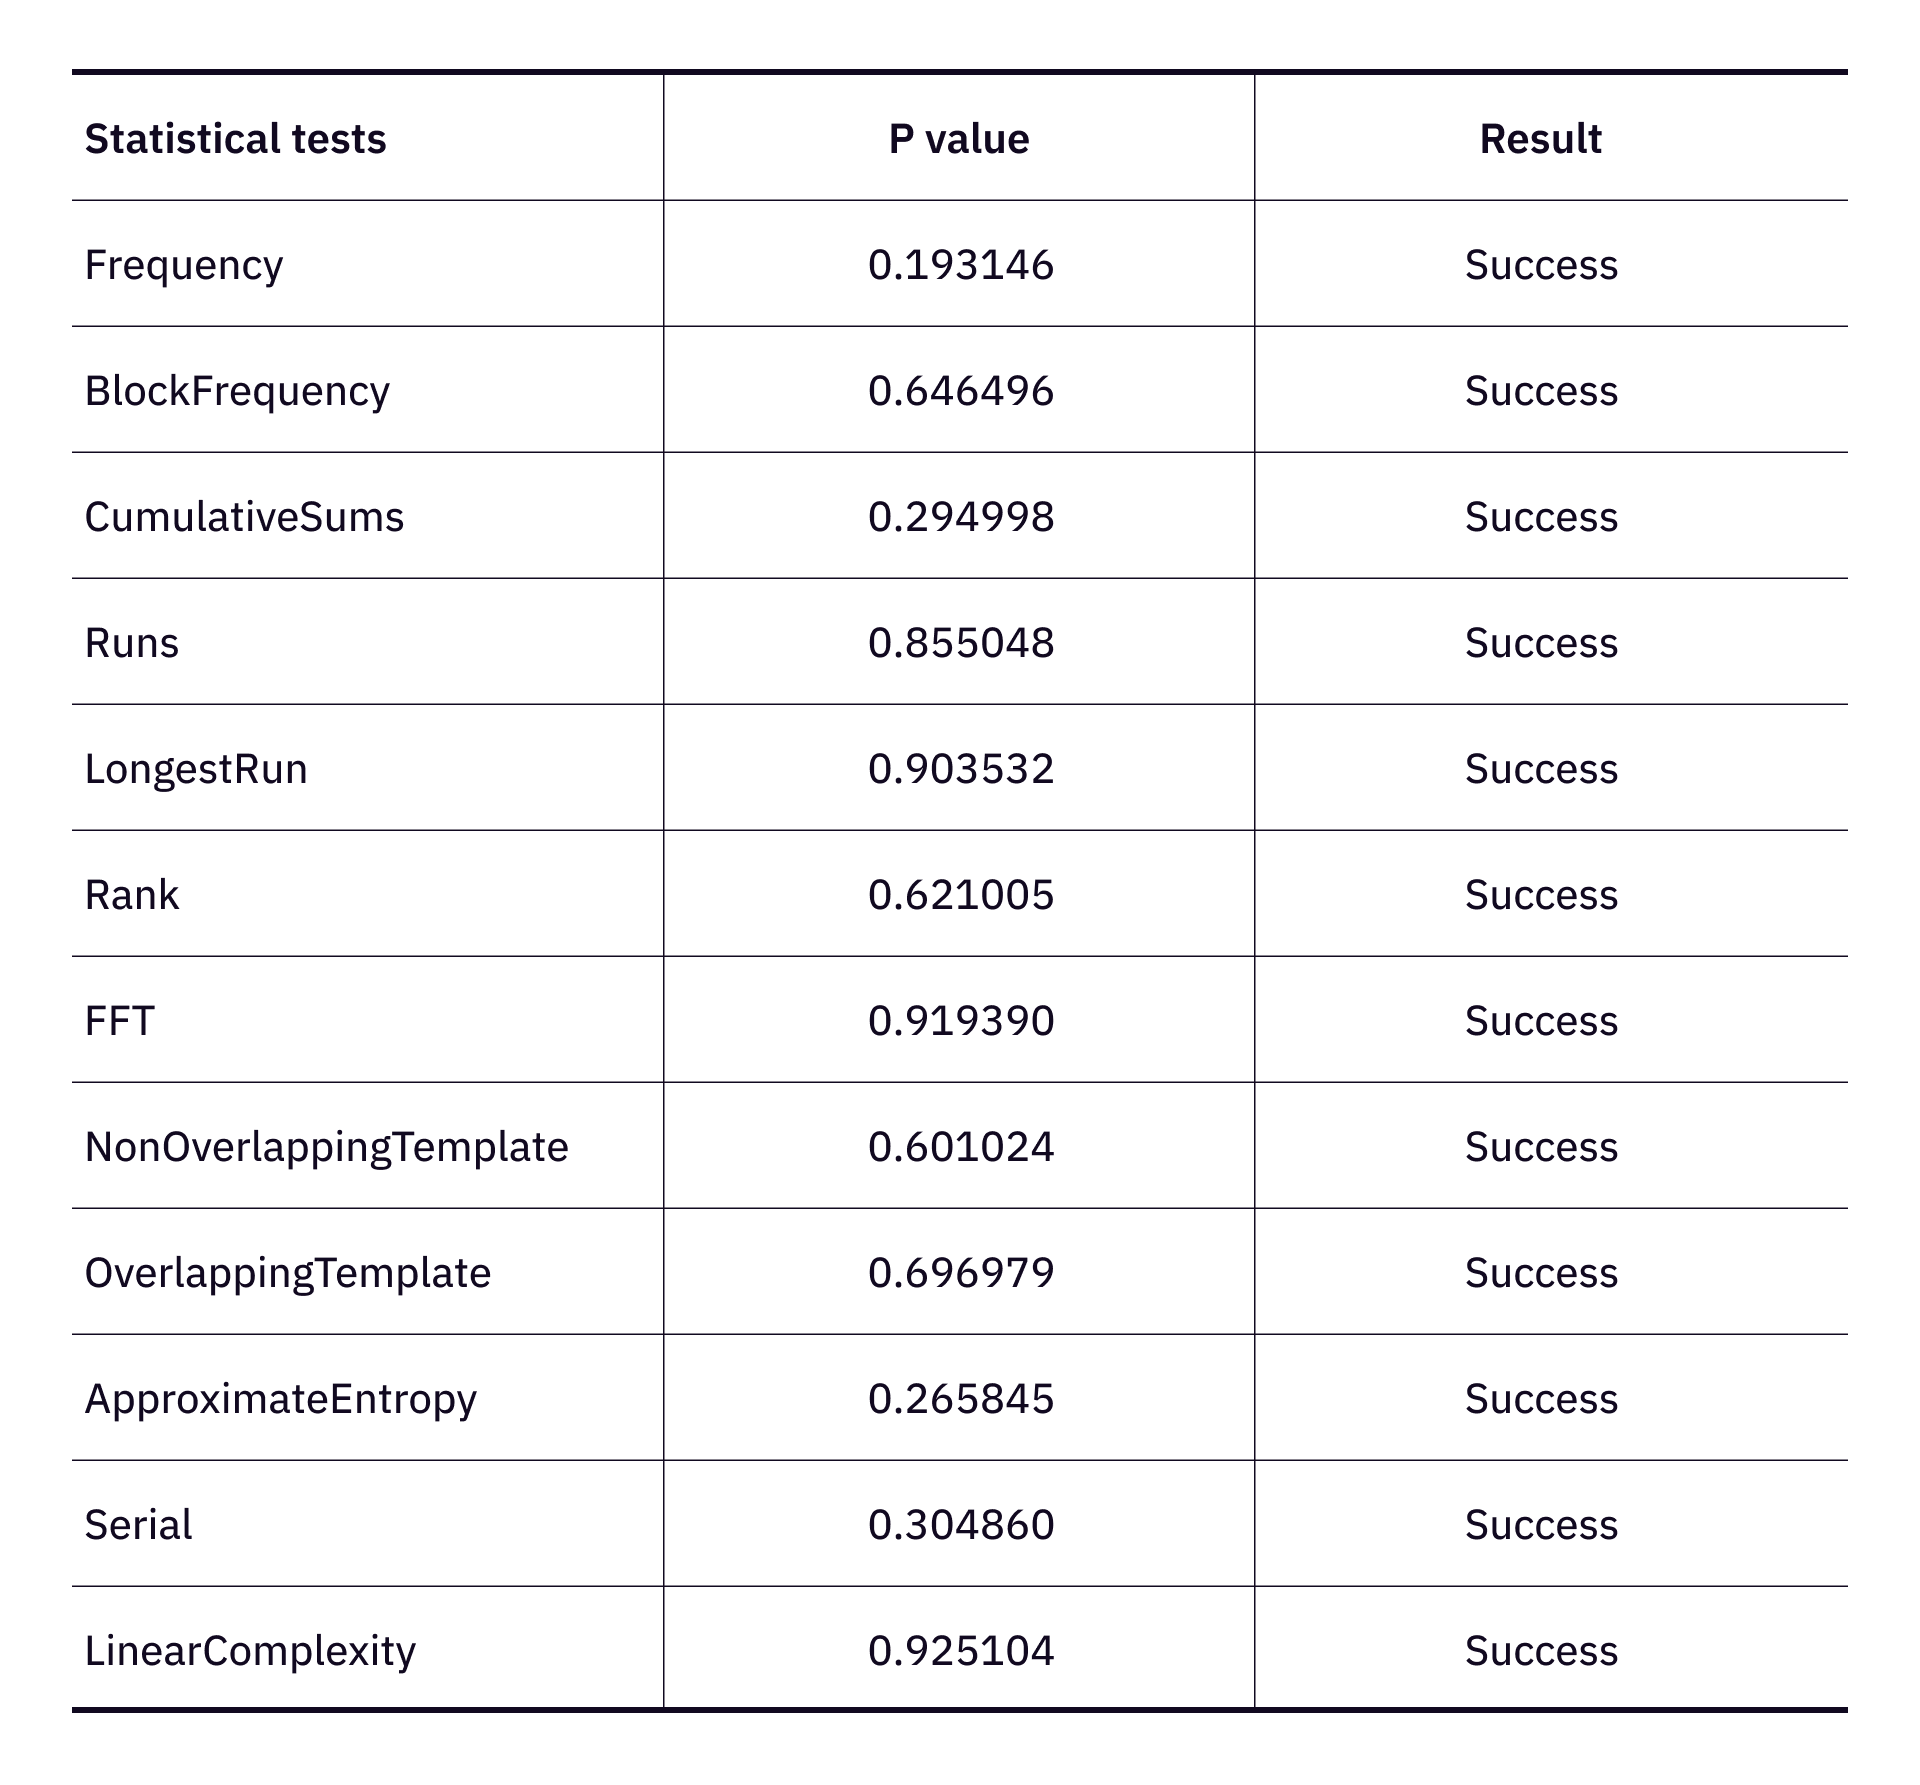 Statistical tests P value Result
Frequency 0.193146 Success
BlockFrequency 0.646496 Success
CumulativeSums 0.294998 Success
Runs 0.855048 Success
LongestRun 0.903532 Success
Rank 0.621005 Success
FFT 0.919390 Success
NonOverlappingTemplate 0.601024 Success
OverlappingTemplate 0.696979 Success
ApproximateEntropy 0.265845 Success
Serial 0.304860 Success
LinearComplexity 0.925104 Success